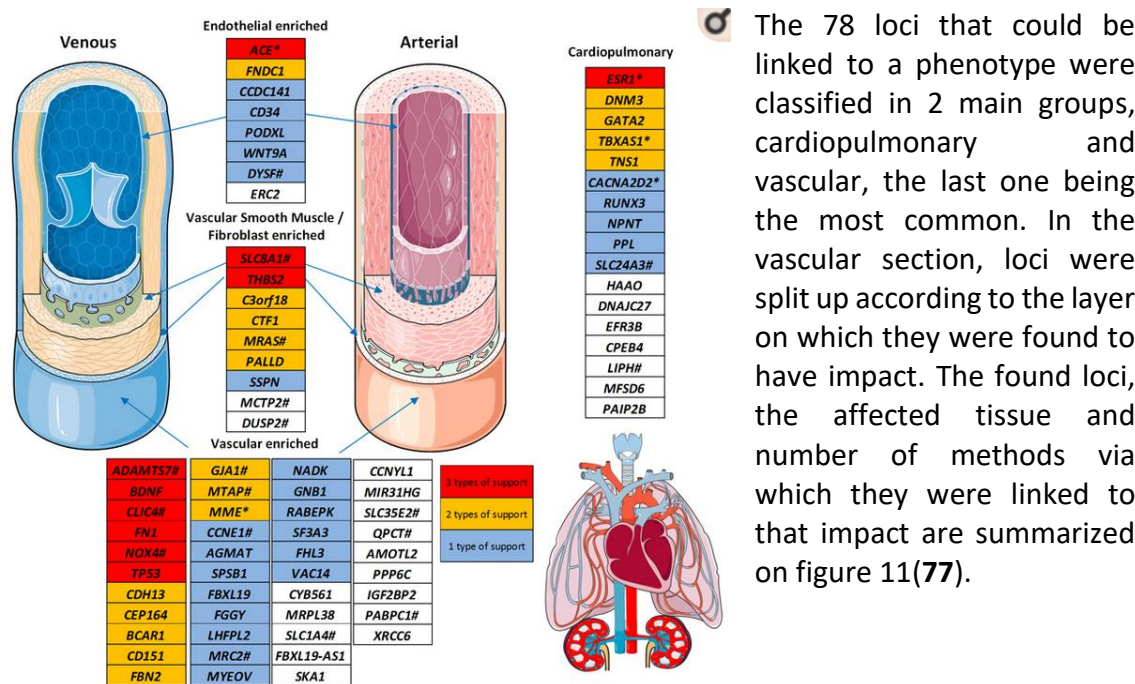 Venous
Endothelial enriched
ACE*
FNDC1
CCDC141
CD34
PODXL
WNT9A
DYSF#
ERC2
Arterial
Vascular Smooth Muscle /
Fibroblast enriched
SLC8A1#
THBS2
C3orf18
CTF1
MRAS#
PALLD
SSPN
MCTP2#
DUSP2#
Vascular enriched
ADAMTS7#
BDNF
CLIC4#
FN1
NOX4#
TP53
CDH13
CEP164
BCAR1
CD151
FBN2
GJA1#
MTAP#
MME*
CCNE1#
AGMAT
SPSB1
FBXL19
FGGY
LHFPL2
MRC2#
MYEOV
NADK
GNB1
RABEPK
SF3A3
FHL3
VAC14
CYB561
MRPL38
SLC1A4#
FBXL19-AS1
SKA1
CCNYL1
MIR31HG
SLC35E2#
QPCT#
AMOTL2
PPP6C
IGF2BP2
PABPC1#
XRCC6
3 types of support
2 types of support
1 type of support
Cardiopulmonary
ESR1*
DNM3
GATA2
TBXAS1*
TNS1
CACNA2D2*
RUNX3
NPNT
PPL
SLC24A3#
HAAO
DNAJC27
EFR3B
CPEB4
LIPH#
MFSD6
PAIP2B
The 78 loci that could be
linked to a phenotype were
classified in 2 main groups,
cardiopulmonary and
vascular, the last one being
the most common. In the
vascular section, loci were
split up according to the layer
on which they were found to
have impact. The found loci,
the affected tissue and
number of methods via
which they were linked to
that impact are summarized
on figure 11(77).